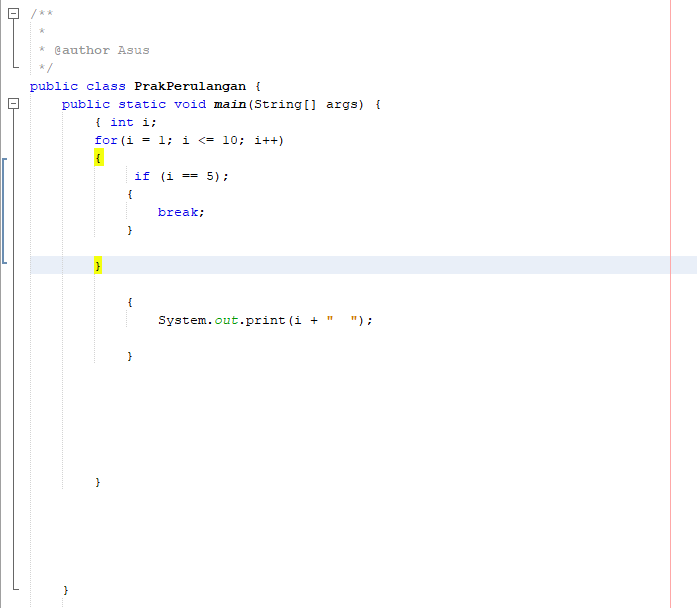 /**
 *
 * @author Asus
 */
public class PrakPerulangan {
    public static void main(String[] args) {
        { int i;
        for(i = 1; i <= 10; i++)
        {
             if (i == 5);
            {
                break;
            }
        }
            {
                System.out.print(i + "  ");
            }
        }
    }